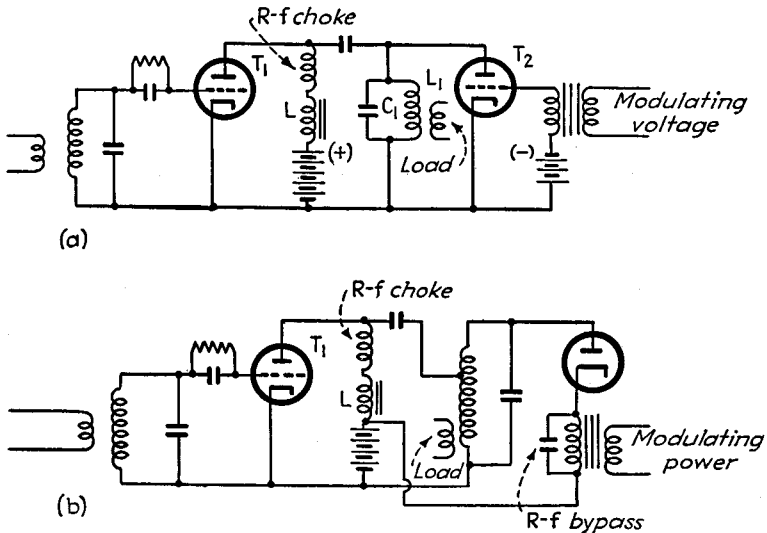 R-f choke
T1
T2
L
L1
C1
Modulating
voltage
(+)
Load
(-)
(a)
R-f choke
T1
L
Load
Modulating
power
R-f bypass
(b)